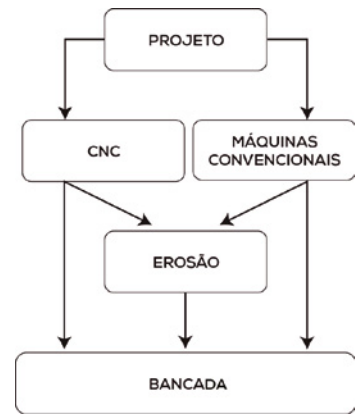 PROJETO
CNC
MÁQUINAS
CONVENCIONAIS
EROSÃO
BANCADA